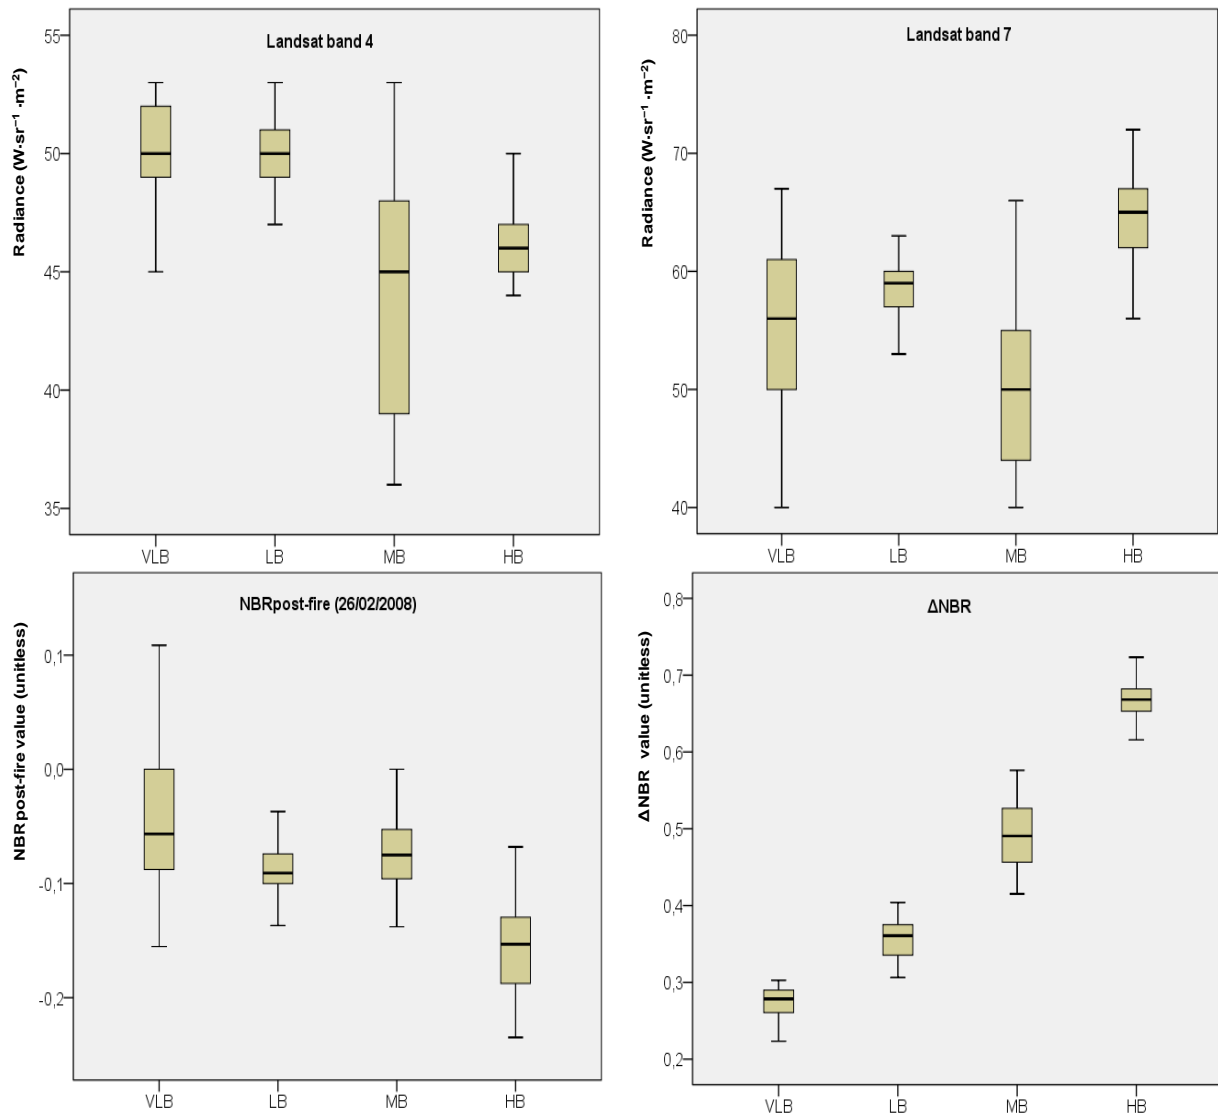 Landsat band 4
Radiance (W·sr⁻¹ ·m⁻²)
55
50
45
40
35
VLB LB MB HB
Landsat band 7
Radiance (W·sr⁻¹ ·m⁻²)
80
70
60
50
40
VLB LB MB HB
NBRpost-fire (26/02/2008)
NBRpost-fire value (unitless)
0,1
0,0
-0,1
-0,2
VLB LB MB HB
ΔNBR
ΔNBR value (unitless)
0,8
0,7
0,6
0,5
0,4
0,3
0,2
VLB LB MB HB